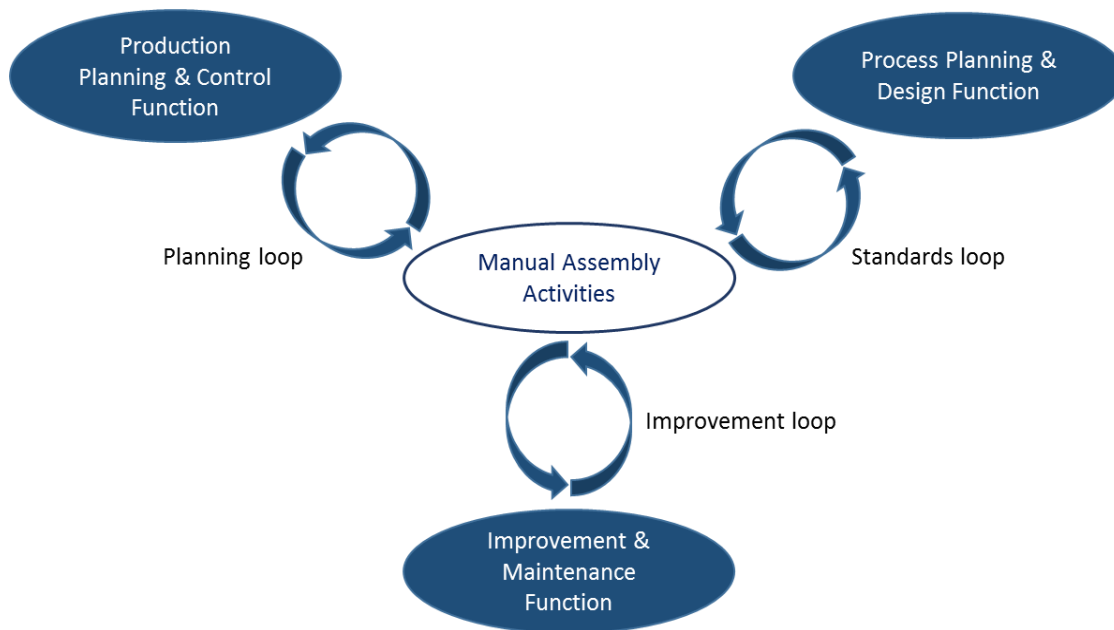 Production
Planning & Control
Function
Process Planning &
Design Function
Planning loop
Manual Assembly
Activities
Standards loop
Improvement loop
Improvement &
Maintenance
Function